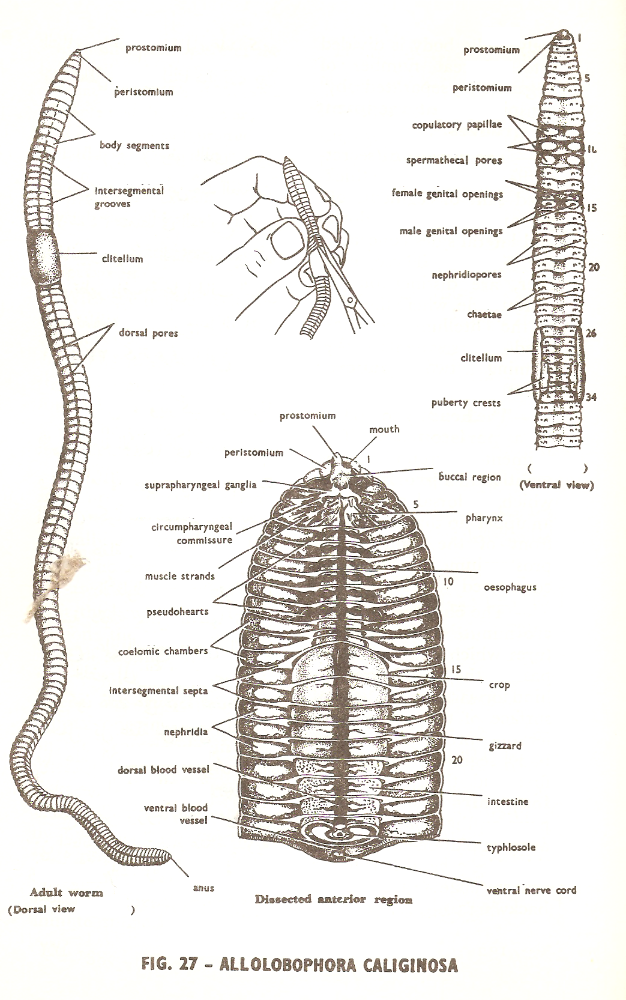 prostomium
peristomium
body segments
intersegmental
grooves
clitellum
dorsal pores
anus
Adult worm
(Dorsal view )
prostomium
1
peristomium
5
copulatory papillae
spermathecal pores
female genital openings
15
male genital openings
20
nephridiopores
chaetae
26
clitellum
34
puberty crests
( )
(Ventral view)
prostomium
mouth
peristomium
1
buccal region
suprapharyngeal ganglia
5
pharynx
circumpharyngeal
commissure
muscle strands
10
oesophagus
pseudohearts
coelomic chambers
15
crop
intersegmental septa
nephridia
gizzard
20
dorsal blood vessel
intestine
ventral blood
vessel
typhlosole
ventral nerve cord
Dissected anterior region
FIG. 27 - ALLOLOBOPHORA CALIGINOSA